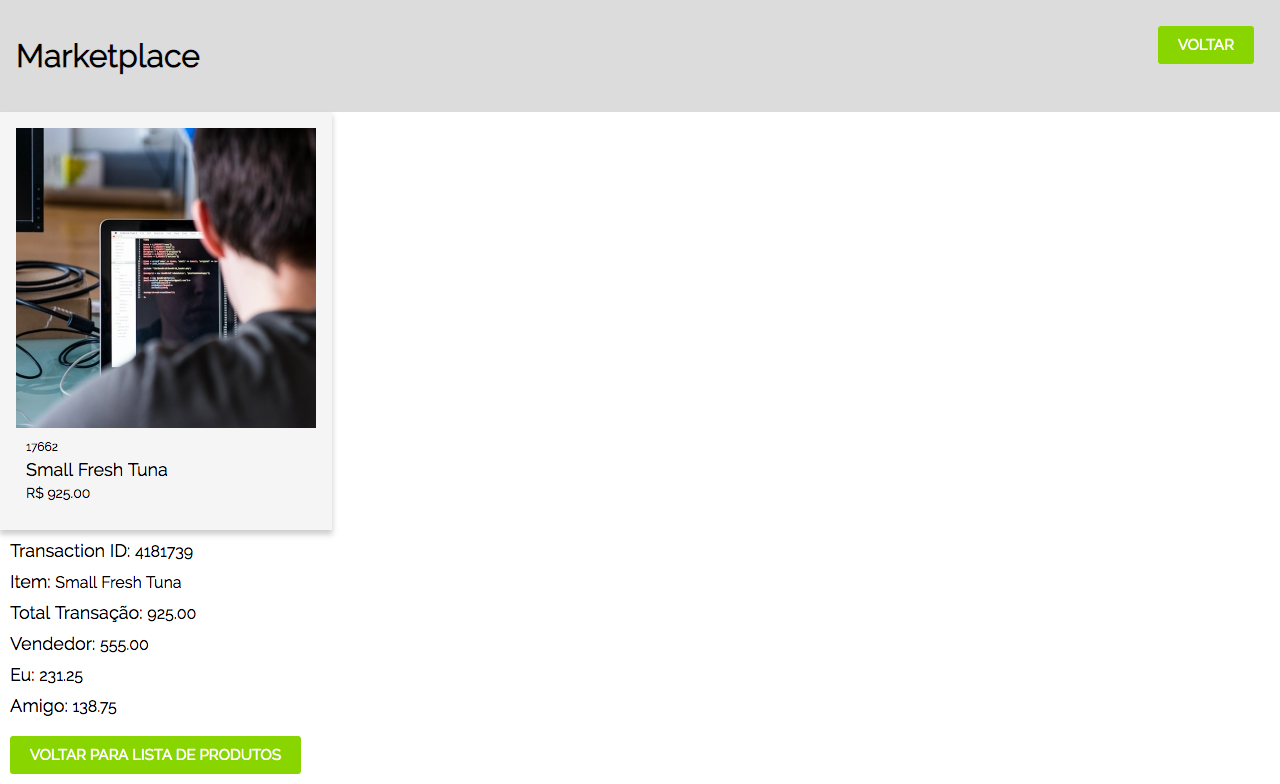 Marketplace
VOLTAR
17662
Small Fresh Tuna
R$ 925.00
Transaction ID: 4181739
Item: Small Fresh Tuna
Total Transação: 925.00
Vendedor: 555.00
Eu: 231.25
Amigo: 138.75
VOLTAR PARA LISTA DE PRODUTOS